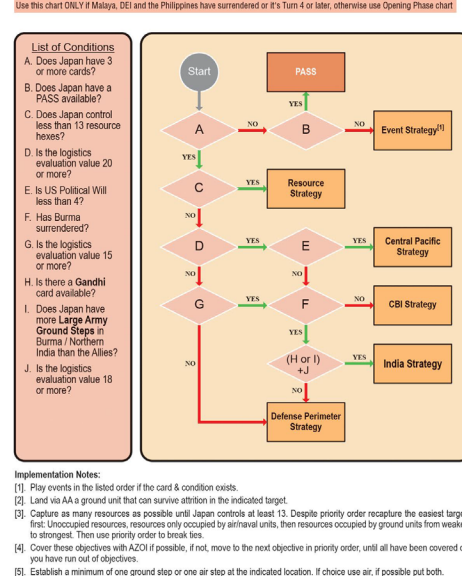 Use this chart ONLY if Malaya, DEI and the Philippines have surrendered or it's Turn 4 or later, otherwise use Opening Phase chart
List of Conditions
A. Does Japan have 3
or more cards?
B. Does Japan have a
PASS available?
C. Does Japan control
less than 13 resource
hexes?
D. Is the logistics
evaluation value 20
or more?
E. Is US Political Will
less than 4?
F. Has Burma
surrendered?
G. Is the logistics
evaluation value 15
or more?
H. Is there a Gandhi
card available?
I. Does Japan have
more Large Army
Ground Steps in
Burma / Northern
India than the Allies?
J. Is the logistics
evaluation value 18
or more?
Start
PASS
YES
A
NO
B
NO
Event Strategy[1]
YES
C
YES
Resource
Strategy
NO
D
YES
E
YES
Central Pacific
Strategy
NO
NO
G
YES
F
NO
CBI Strategy
YES
NO
(H or I)
+J
YES
India Strategy
NO
Defense Perimeter
Strategy
Implementation Notes:
[1]. Play events in the listed order if the card & condition exists.
[2]. Land via AA a ground unit that can survive attrition in the indicated target.
[3]. Capture as many resources as possible until Japan controls at least 13. Despite priority order recapture the easiest targe
first: Unoccupied resources, resources only occupied by air/naval units, then resources occupied by ground units from weake
to strongest. Then use priority order to break ties.
[4]. Cover these objectives with AZOI if possible, if not, move to the next objective in priority order, until all have been covered o
you have run out of objectives.
[5]. Establish a minimum of one ground step or one air step at the indicated location. If choice use air, if possible put both.